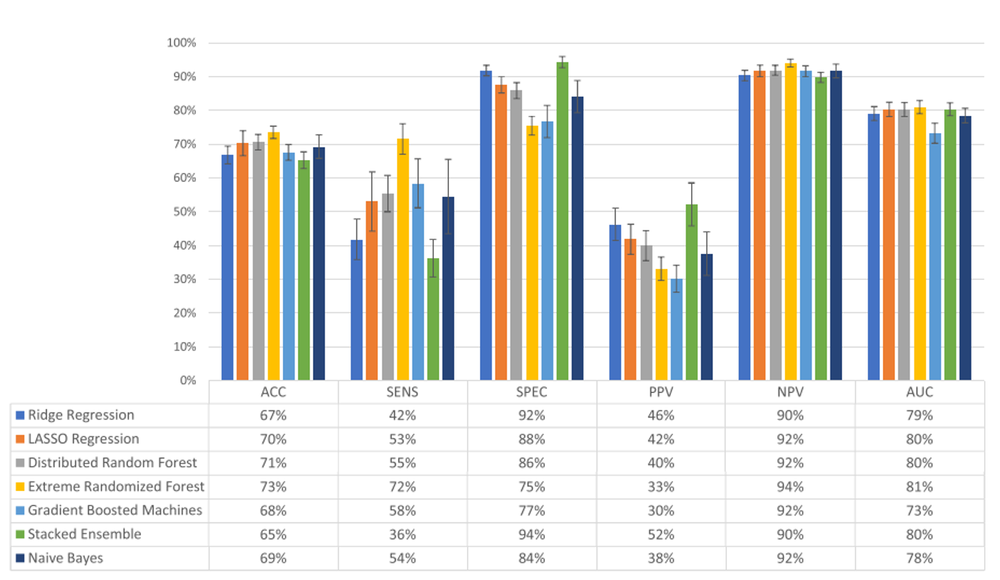 100%
90%
80%
70%
60%
50%
40%
30%
20%
10%
0%
ACC SENS SPEC PPV NPV AUC
Ridge Regression 67% 42% 92% 46% 90% 79%
LASSO Regression 70% 53% 88% 42% 92% 80%
Distributed Random Forest 71% 55% 86% 40% 92% 80%
Extreme Randomized Forest 73% 72% 75% 33% 94% 81%
Gradient Boosted Machines 68% 58% 77% 30% 92% 73%
Stacked Ensemble 65% 36% 94% 52% 90% 80%
Naive Bayes 69% 54% 84% 38% 92% 78%